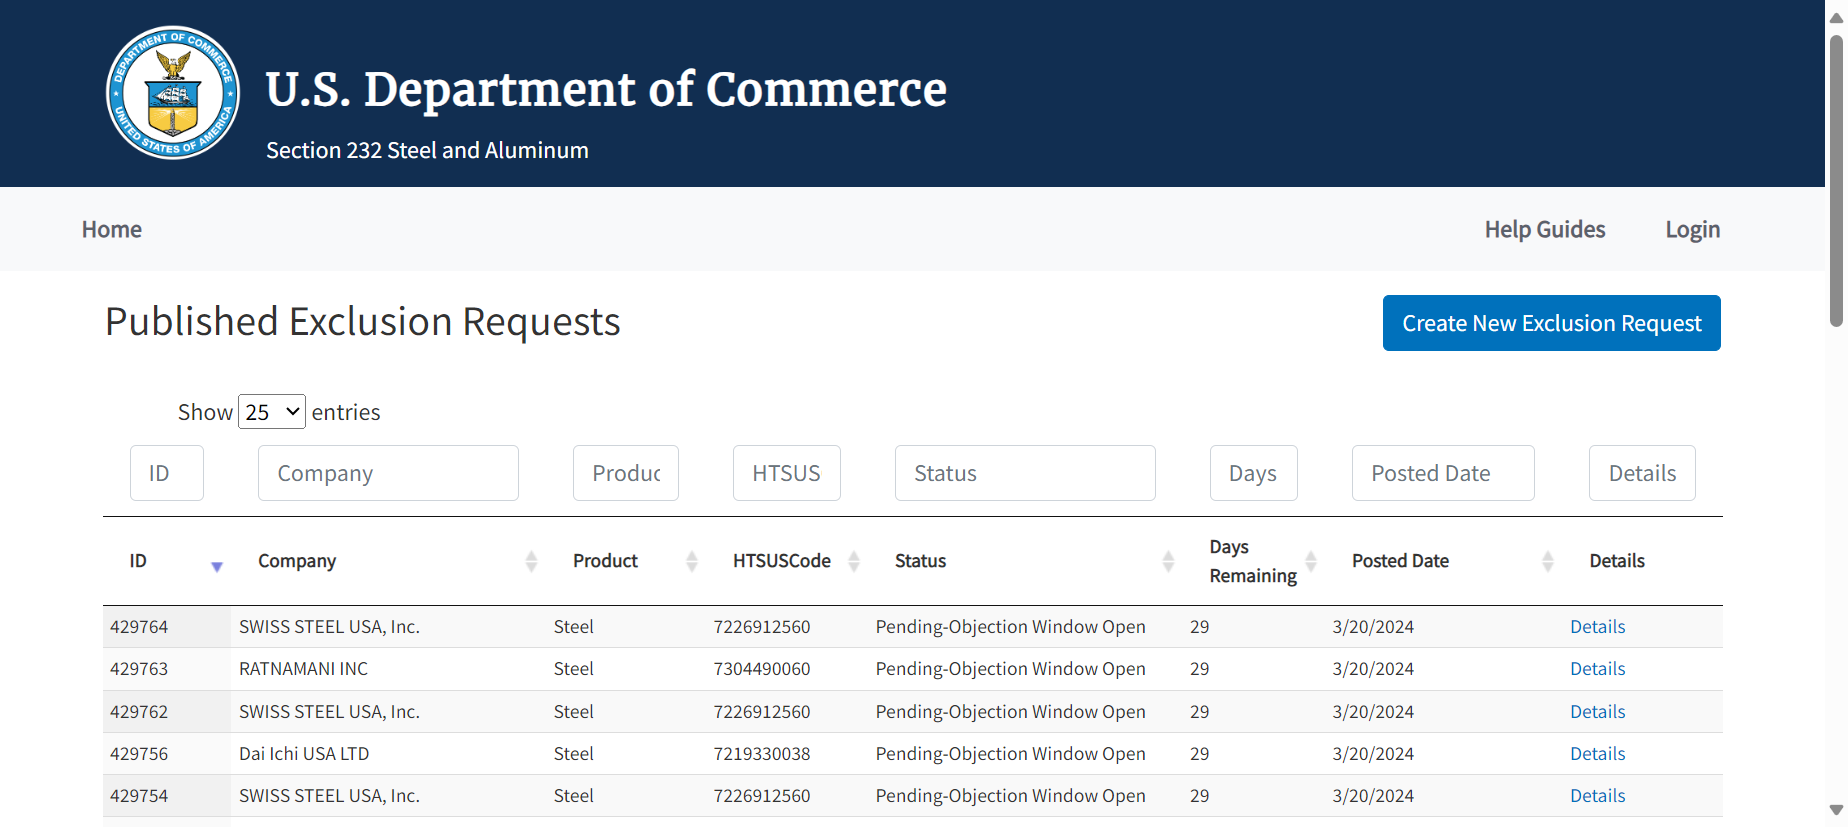 DEPARTMENT OF COMMERCE
UNITED STATES OF AMERICA
U.S. Department of Commerce
Section 232 Steel and Aluminum
Home Help Guides Login
Published Exclusion Requests Create New Exclusion Request
Show 25 entries
ID Company Produc HTSUS Status Days Posted Date Details
ID Company Product HTSUSCode Status Days Remaining Posted Date Details
429764 SWISS STEEL USA, Inc. Steel 7226912560 Pending-Objection Window Open 29 3/20/2024 Details
429763 RATNAMANI INC Steel 7304490060 Pending-Objection Window Open 29 3/20/2024 Details
429762 SWISS STEEL USA, Inc. Steel 7226912560 Pending-Objection Window Open 29 3/20/2024 Details
429756 Dai Ichi USA LTD Steel 7219330038 Pending-Objection Window Open 29 3/20/2024 Details
429754 SWISS STEEL USA, Inc. Steel 7226912560 Pending-Objection Window Open 29 3/20/2024 Details